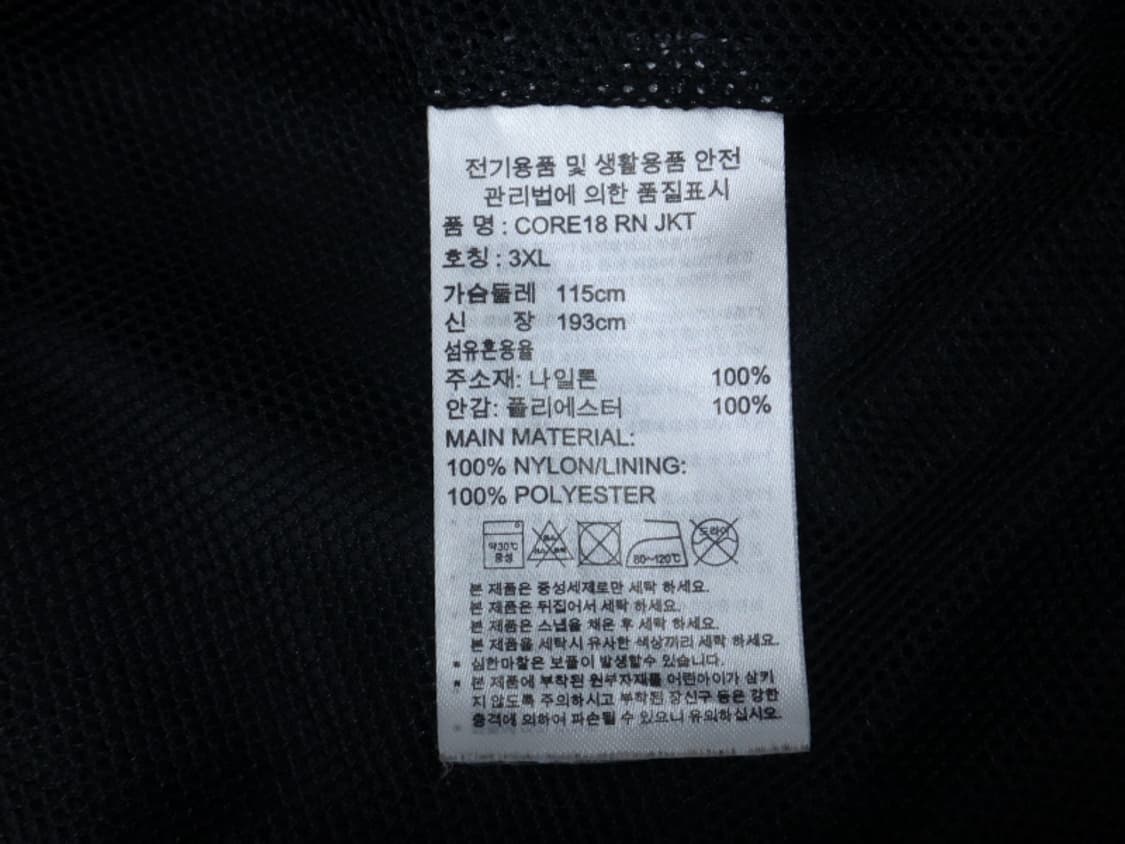 전기용품 및 생활용품 안전
관리법에 의한 품질표시
품 명 : CORE18 RN JKT
호칭 : 3XL
가슴둘레 115cm
신 장 193cm
섬유혼용율
주소재: 나일론 100%
안감: 폴리에스터 100%
MAIN MATERIAL:
100% NYLON/LINING:
100% POLYESTER
약30℃
중성
80~120℃
드라이
본 제품은 중성세제로만 세탁 하세요.
본 제품은 뒤집어서 세탁 하세요.
본 제품은 스냅을 채운 후 세탁 하세요.
본 제품을 세탁시 유사한 색상끼리 세탁 하세요.
* 심한마찰은 보풀이 발생할수 있습니다.
* 본 제품에 부착된 원부자재를 어린아이가 삼키
지 않도록 주의하시고 부착된 장신구 등은 강한
충격에 의하여 파손될 수 있으니 유의하십시오.